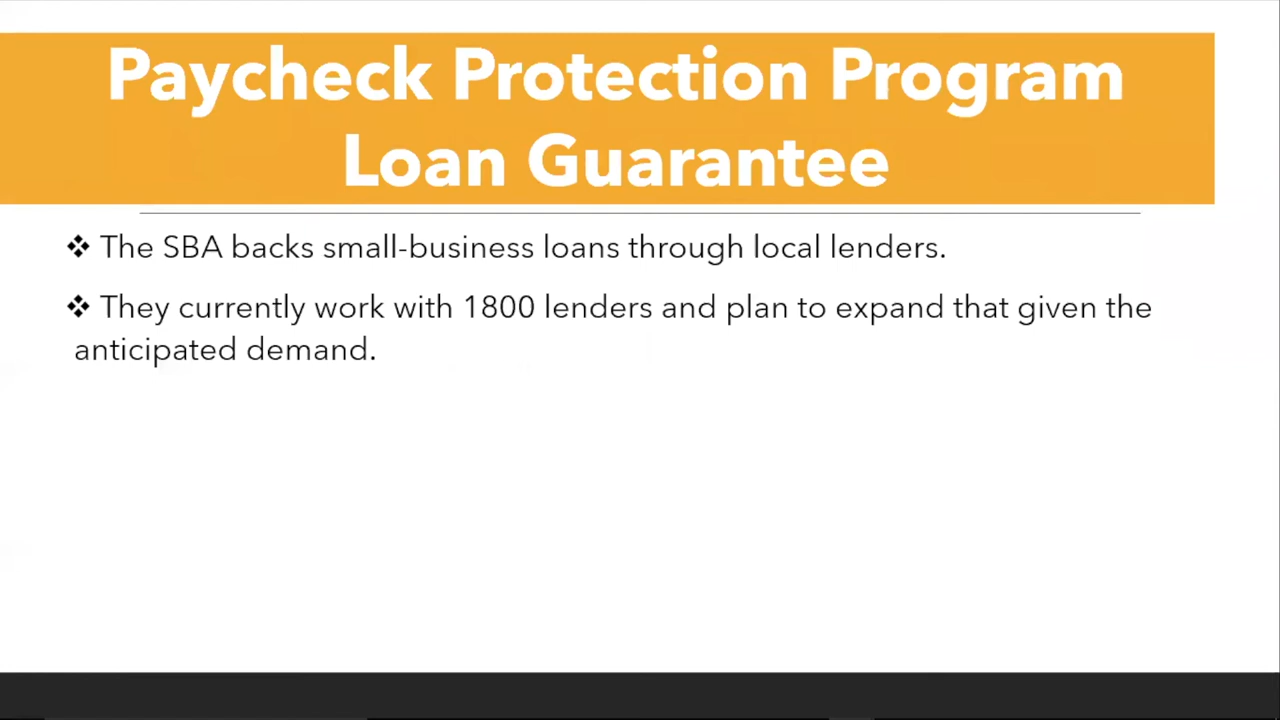 Paycheck Protection Program
Loan Guarantee
❖ The SBA backs small-business loans through local lenders.
❖ They currently work with 1800 lenders and plan to expand that given the
anticipated demand.